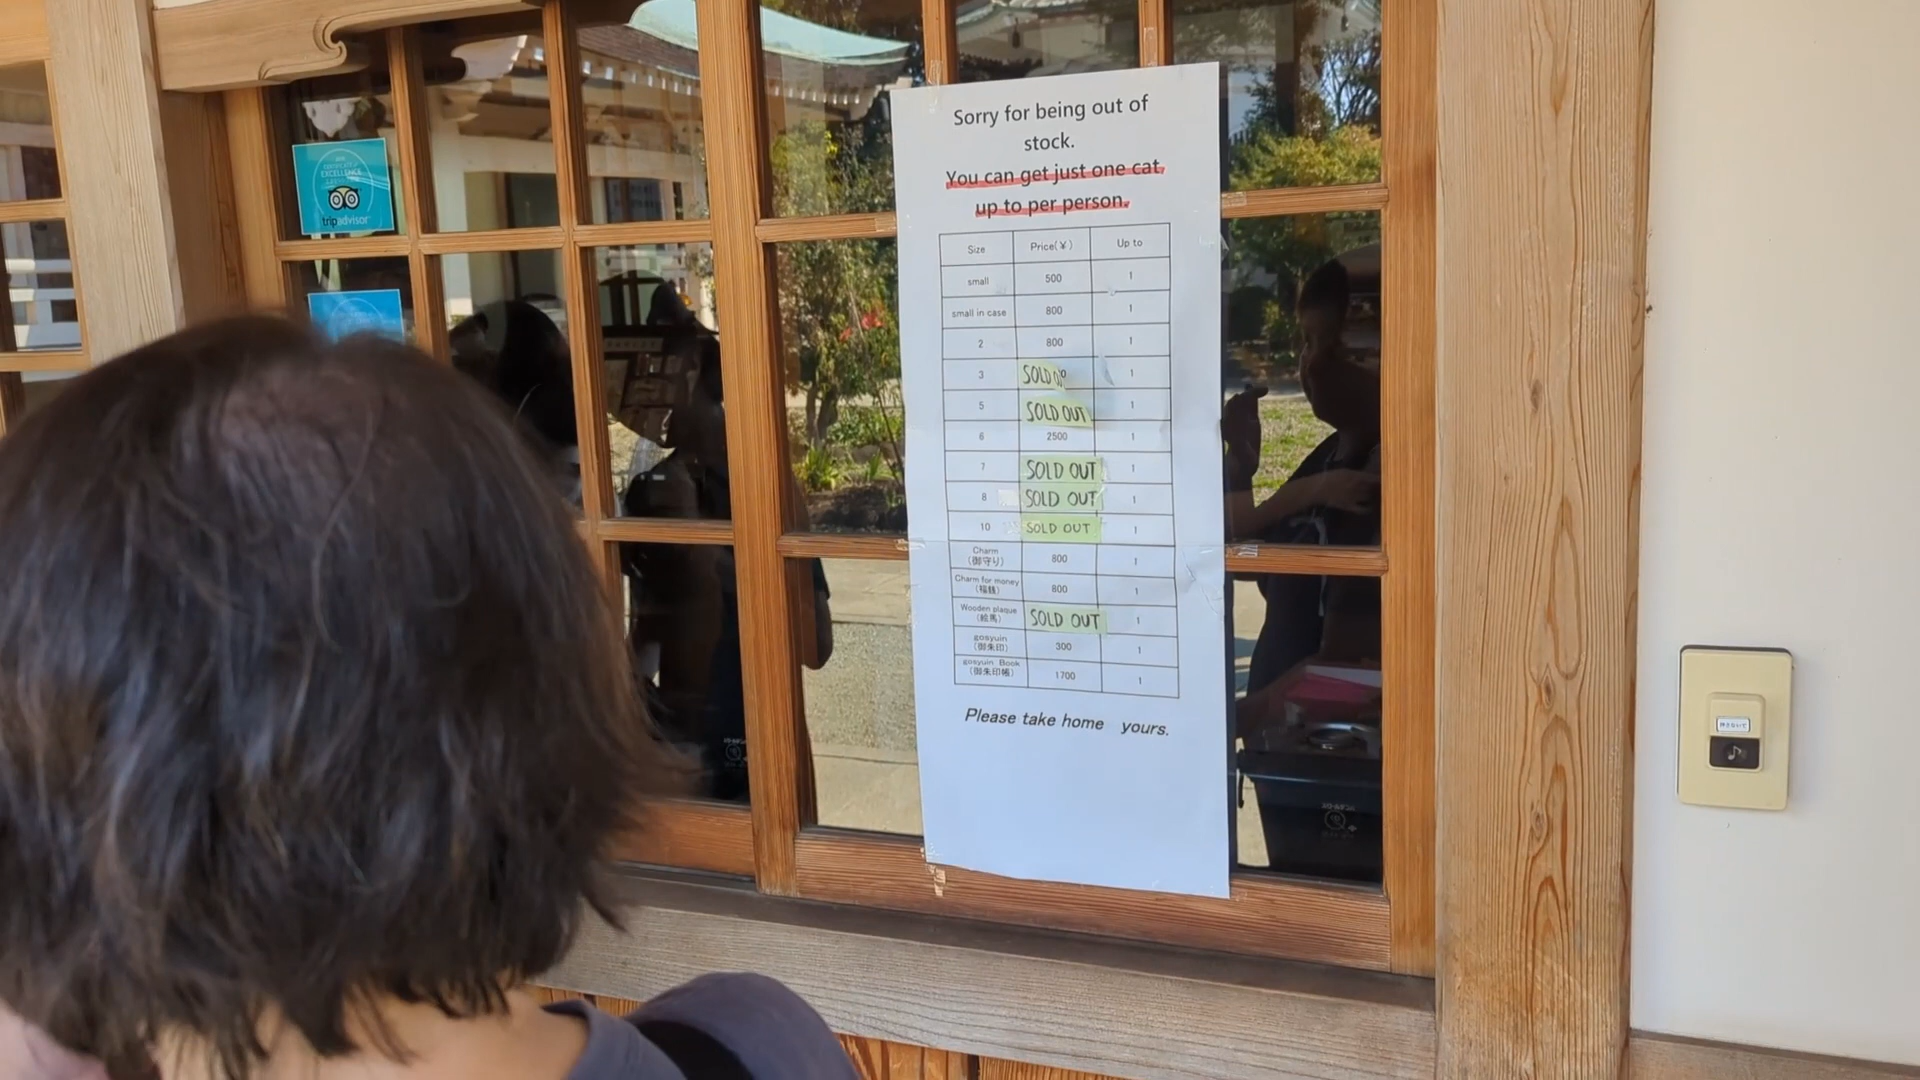 Sorry for being out of
stock.
You can get just one cat
up to per person.
Size Price(¥) Up to
small 500 1
small in case 800 1
2 800 1
3 SOLD OUT 1
5 SOLD OUT 1
6 2500 1
7 SOLD OUT 1
8 SOLD OUT 1
10 SOLD OUT 1
Charm
(御守り) 800 1
Charm for money
(福銭) 800 1
Wooden plaque
(絵馬) SOLD OUT 1
gosyuin
(御朱印) 300 1
gosyuin Book
(御朱印帳) 1700 1
Please take home yours.
EXCELLENCE
tripadvisor